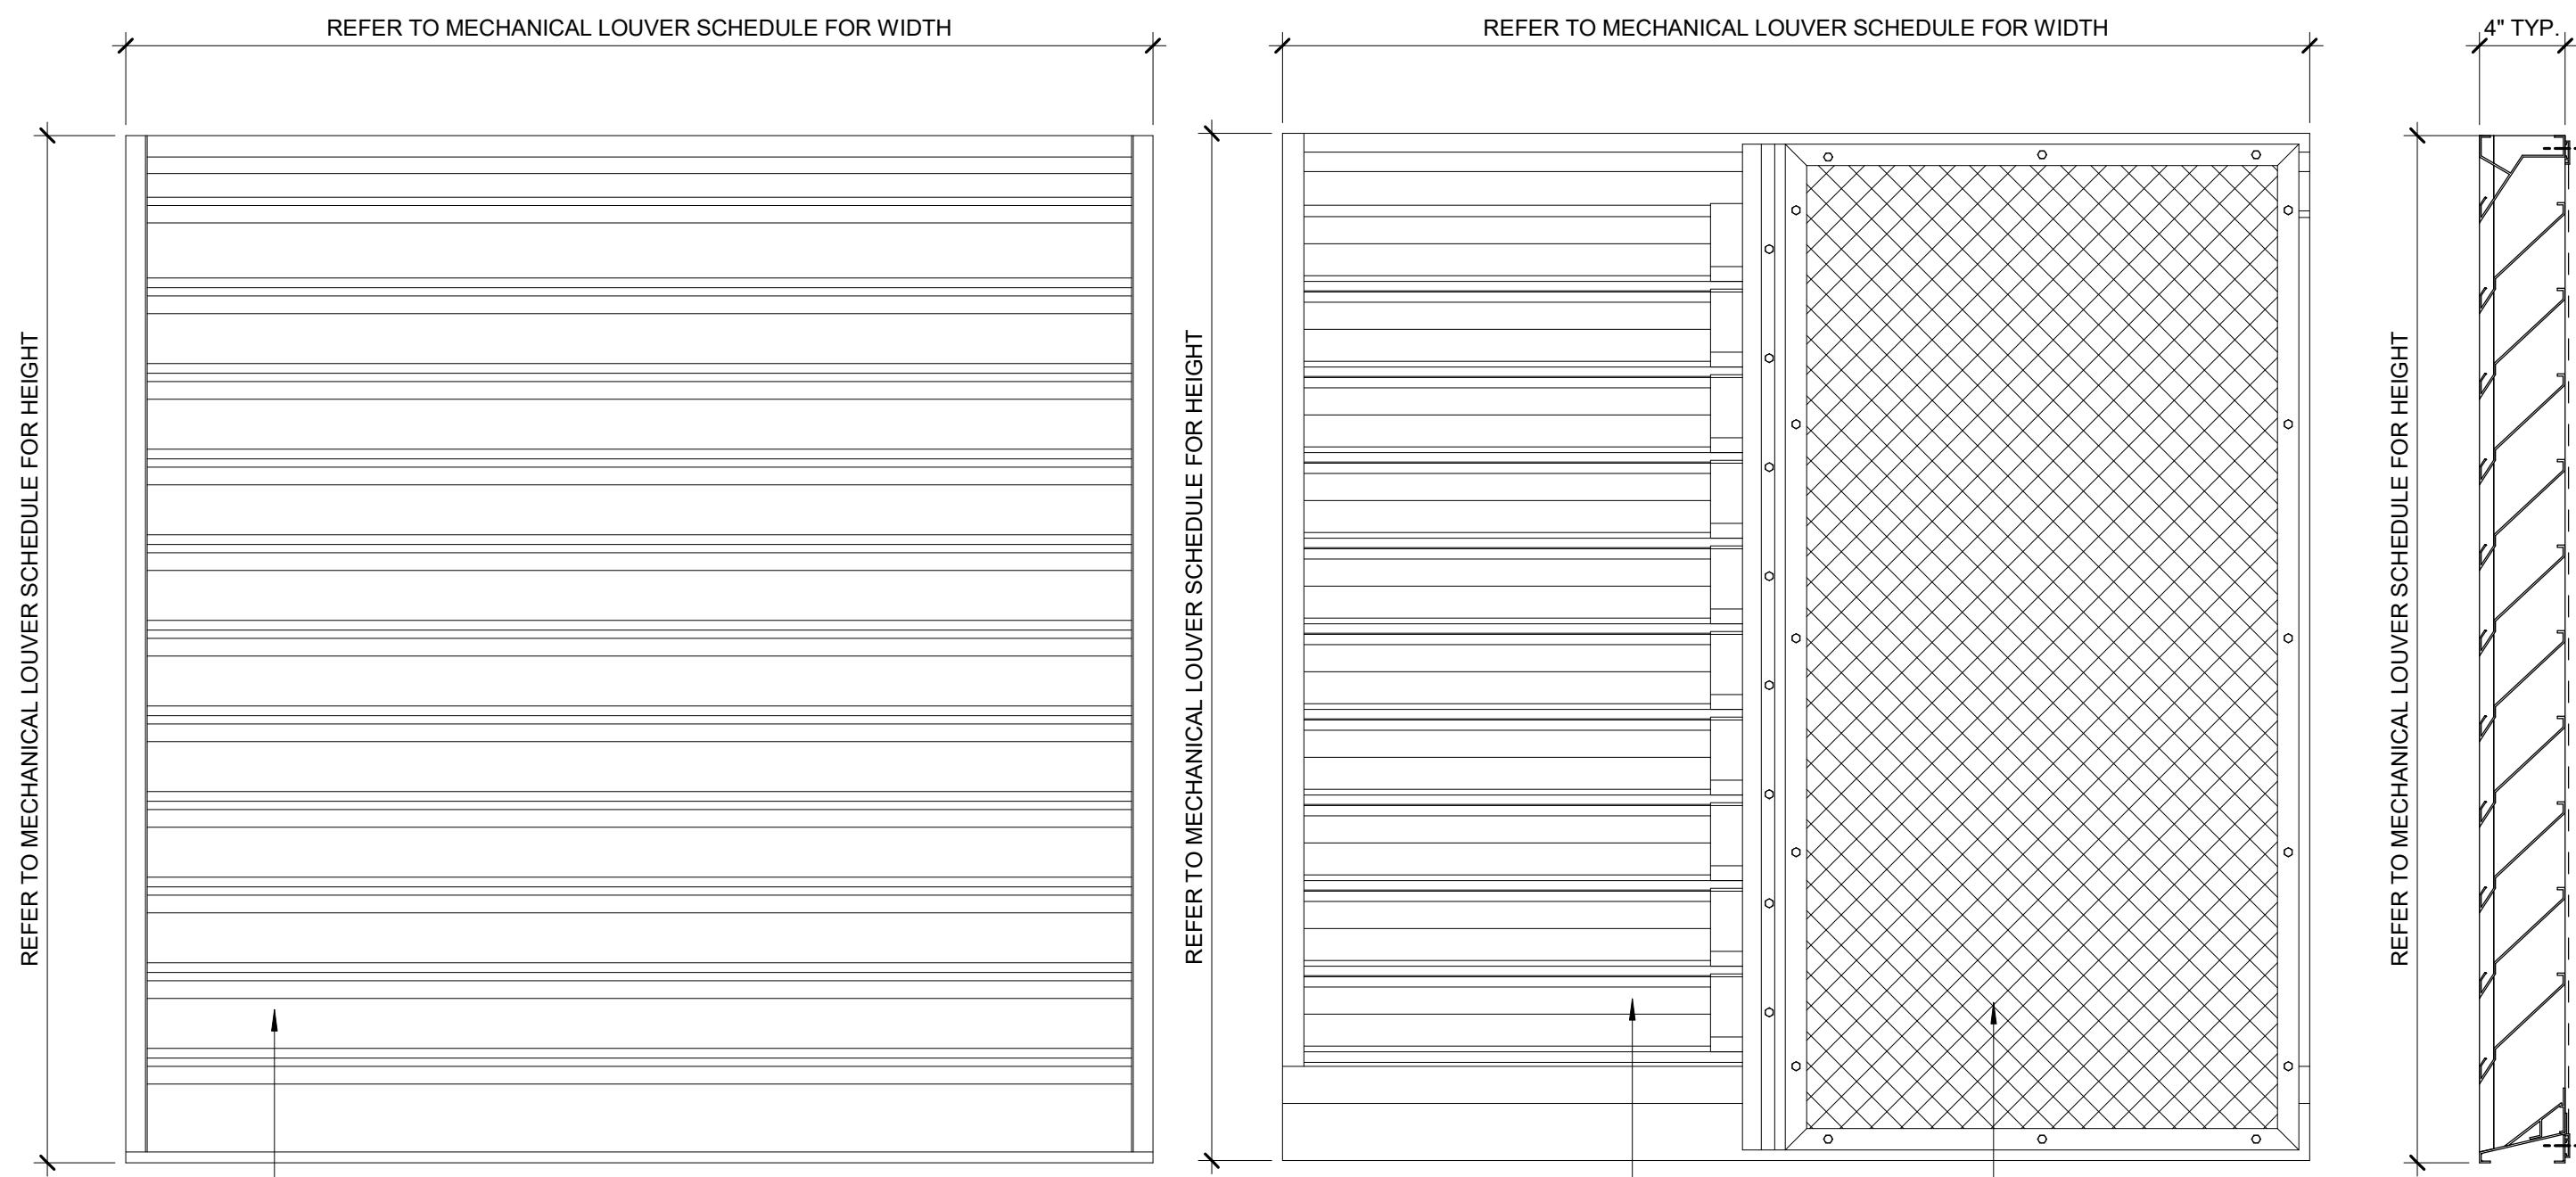 REFER TO MECHANICAL LOUVER SCHEDULE FOR WIDTH
REFER TO MECHANICAL LOUVER SCHEDULE FOR WIDTH
4" TYP.
REFER TO MECHANICAL LOUVER SCHEDULE FOR HEIGHT
REFER TO MECHANICAL LOUVER SCHEDULE FOR HEIGHT
REFER TO MECHANICAL LOUVER SCHEDULE FOR HEIGHT